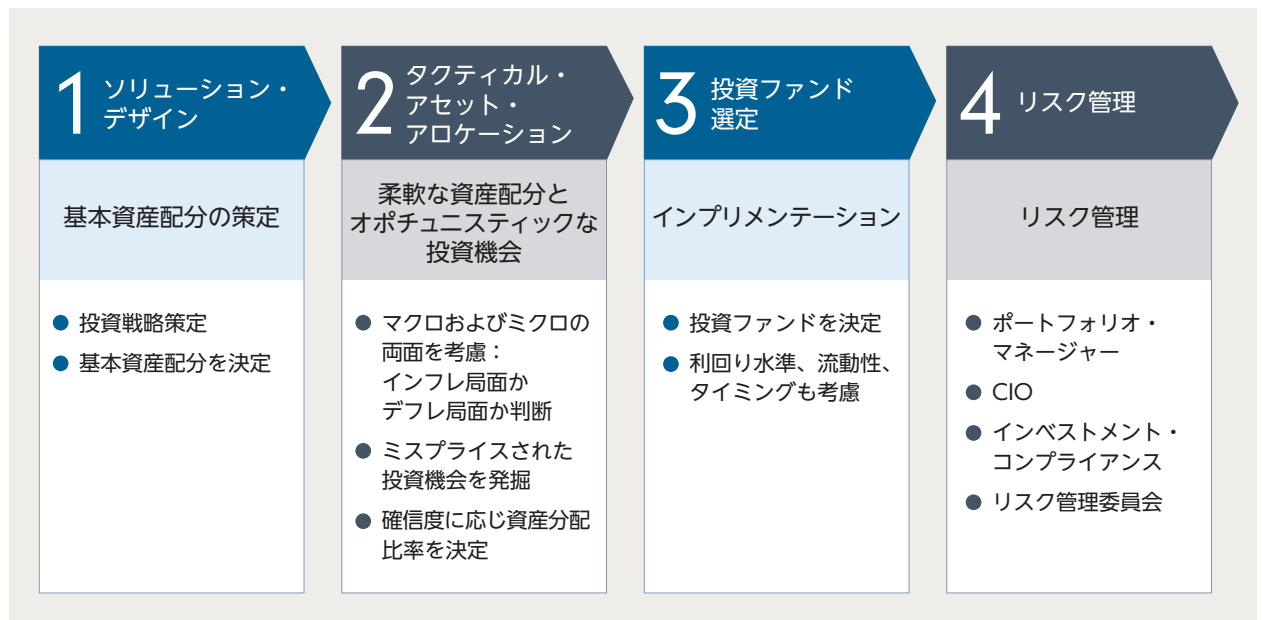 1
ソリューション・
デザイン
基本資産配分の策定
● 投資戦略策定
● 基本資産配分を決定
2
タクティカル・
アセット・
アロケーション
柔軟な資産配分と
オポチュニスティックな
投資機会
● マクロおよびミクロの
両面を考慮：
インフレ局面か
デフレ局面か判断
● ミスプライスされた
投資機会を発掘
● 確信度に応じ資産分配
比率を決定
3
投資ファンド
選定
インプリメンテーション
● 投資ファンドを決定
● 利回り水準、流動性、
タイミングも考慮
4
リスク管理
リスク管理
● ポートフォリオ・
マネージャー
● CIO
● インベストメント・
コンプライアンス
● リスク管理委員会